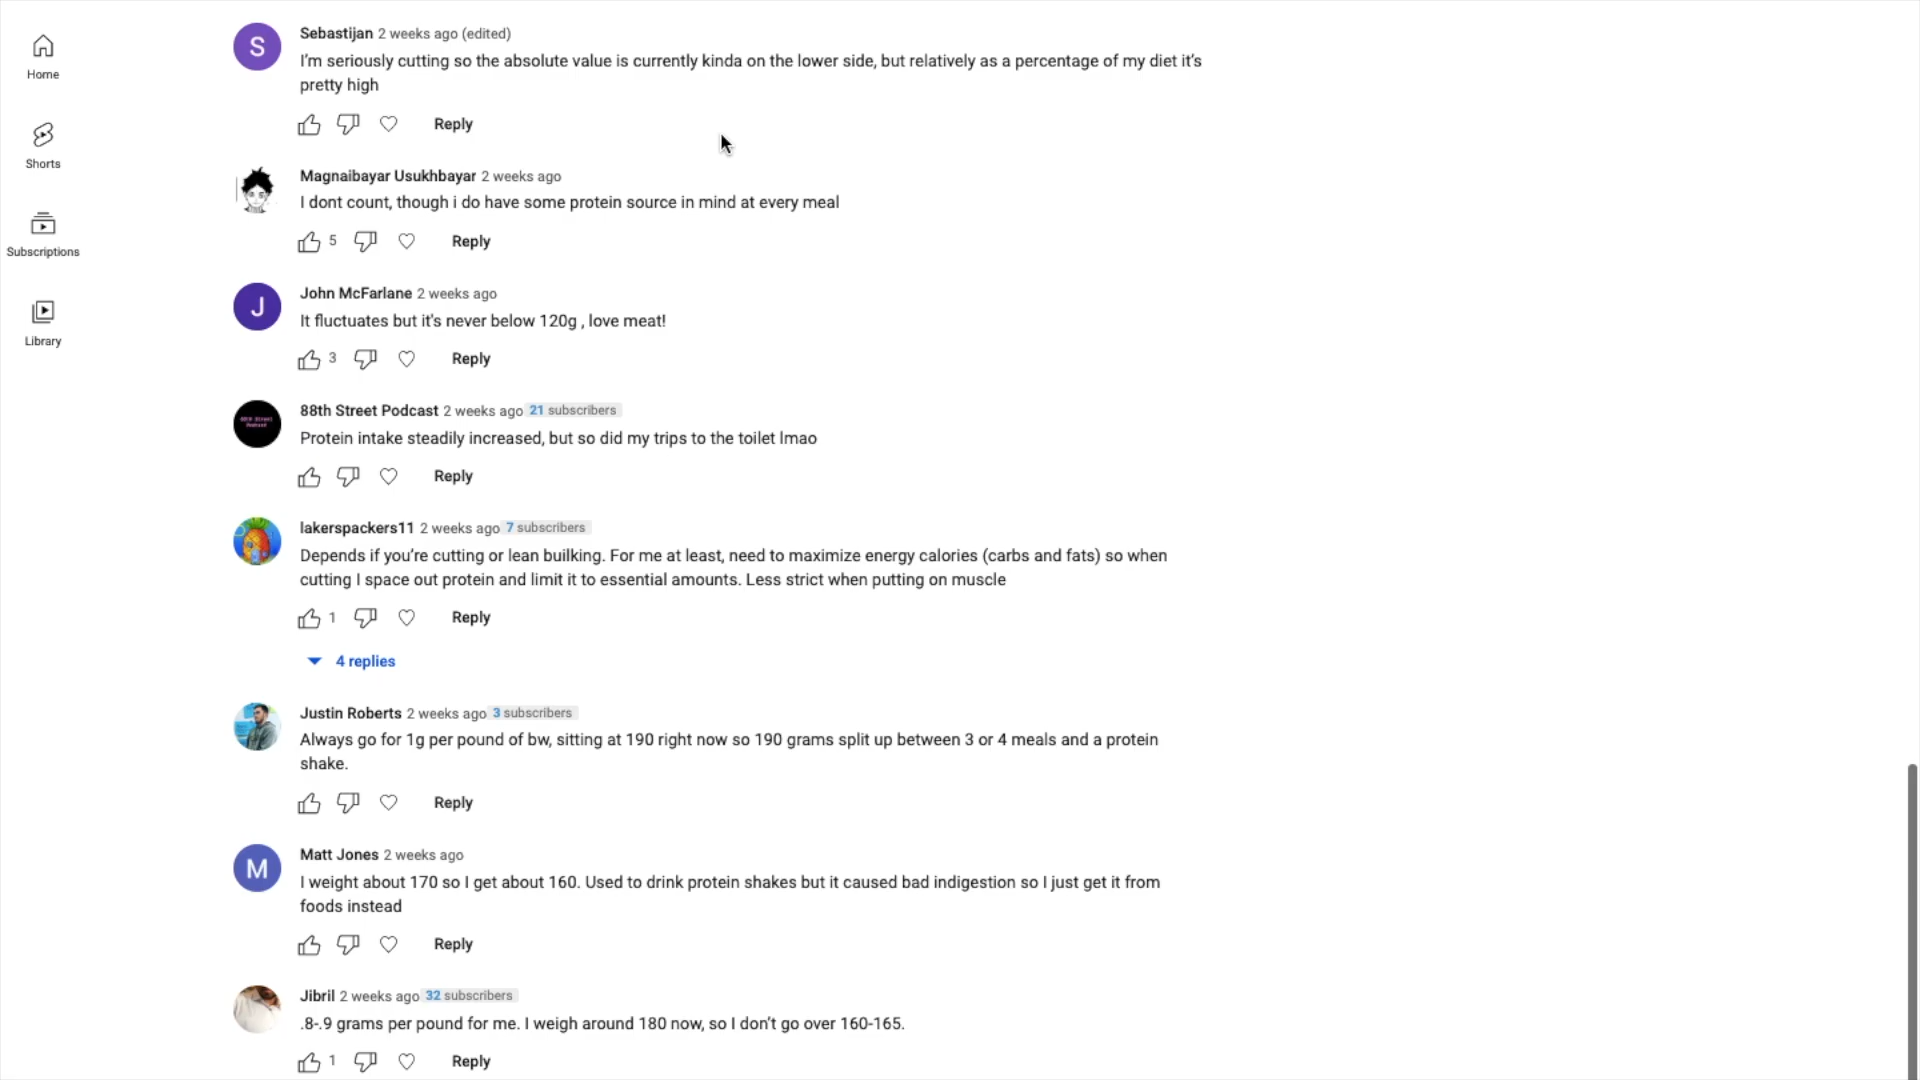 Home
Shorts
Subscriptions
Library
S
Sebastijan 2 weeks ago (edited)
I'm seriously cutting so the absolute value is currently kinda on the lower side, but relatively as a percentage of my diet it's
pretty high
Reply
Magnaibayar Usukhbayar 2 weeks ago
I dont count, though i do have some protein source in mind at every meal
5 Reply
J
John McFarlane 2 weeks ago
It fluctuates but it's never below 120g , love meat!
3 Reply
88th Street Podcast 2 weeks ago 21 subscribers
Protein intake steadily increased, but so did my trips to the toilet lmao
Reply
lakerspackers11 2 weeks ago 7 subscribers
Depends if you're cutting or lean builking. For me at least, need to maximize energy calories (carbs and fats) so when
cutting I space out protein and limit it to essential amounts. Less strict when putting on muscle
1 Reply
4 replies
Justin Roberts 2 weeks ago 3 subscribers
Always go for 1g per pound of bw, sitting at 190 right now so 190 grams split up between 3 or 4 meals and a protein
shake.
Reply
M
Matt Jones 2 weeks ago
I weight about 170 so I get about 160. Used to drink protein shakes but it caused bad indigestion so I just get it from
foods instead
Reply
Jibril 2 weeks ago 32 subscribers
.8-.9 grams per pound for me. I weigh around 180 now, so I don't go over 160-165.
1 Reply